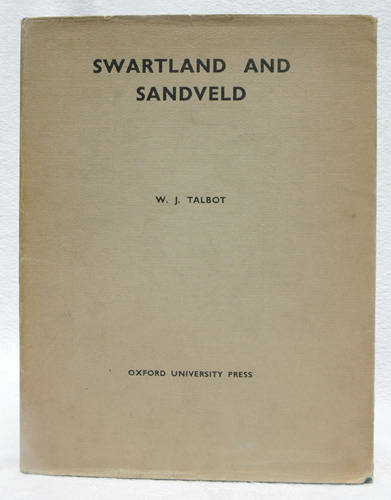 SWARTLAND AND
SANDVELD
W. J. TALBOT
OXFORD UNIVERSITY PRESS